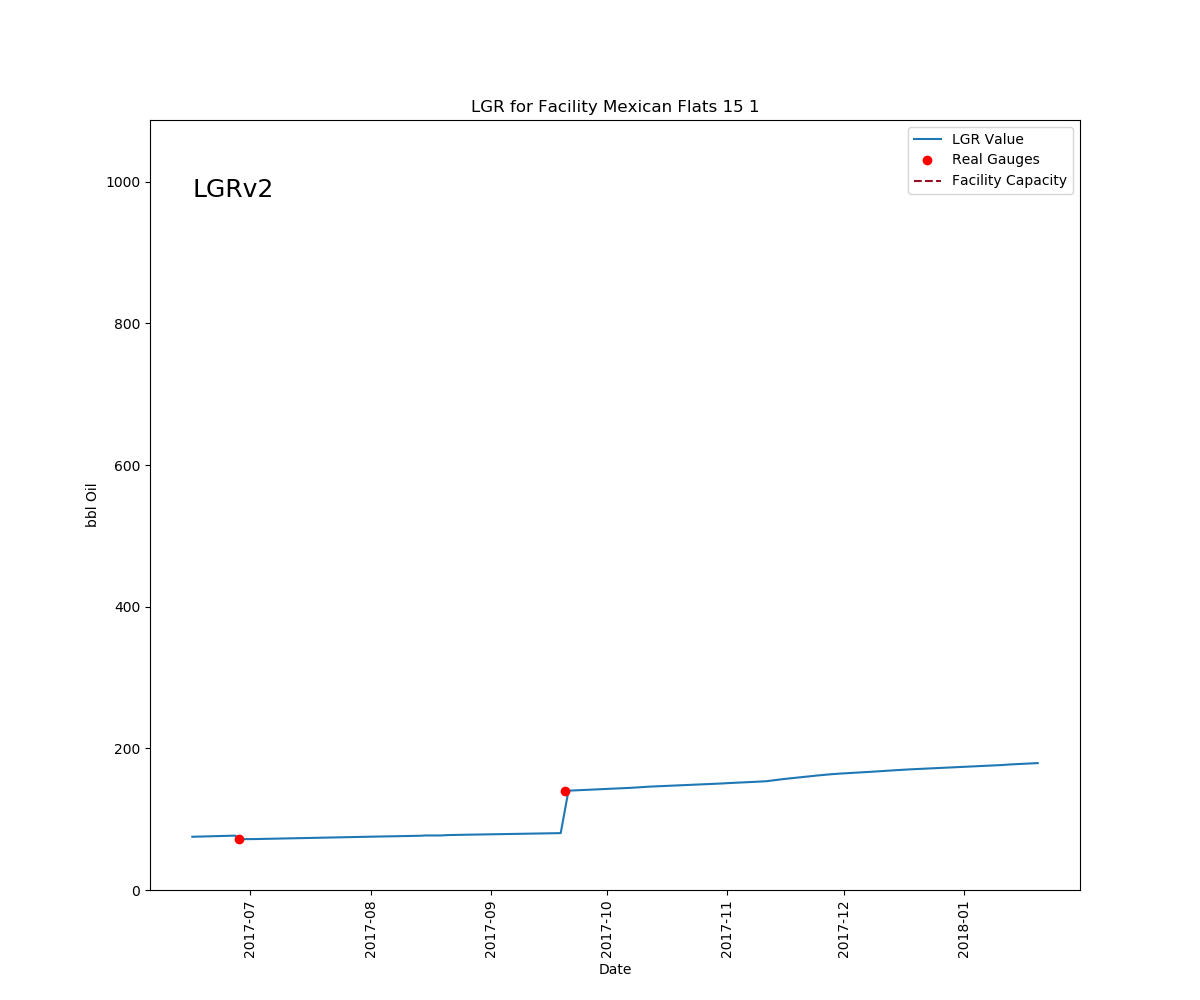 LGR for Facility Mexican Flats 15 1
LGR Value
Real Gauges
Facility Capacity
LGRv2
1000
800
600
400
200
0
bbl Oil
2017-07
2017-08
2017-09
2017-10
2017-11
2017-12
2018-01
Date